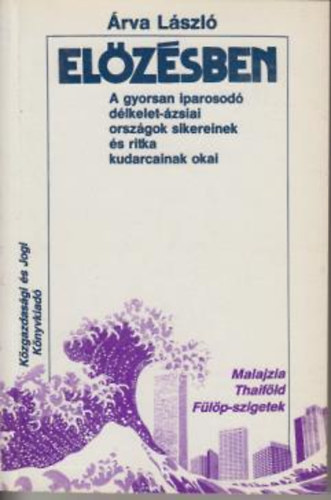 Árva László
ELŐZÉSBEN
A gyorsan iparosodó
délkelet-ázsiai
országok sikereinek
és ritka
kudarcainak okai
Közgazdasági és Jogi
Könyvkiadó
Malajzia
Thaiföld
Fülöp-szigetek